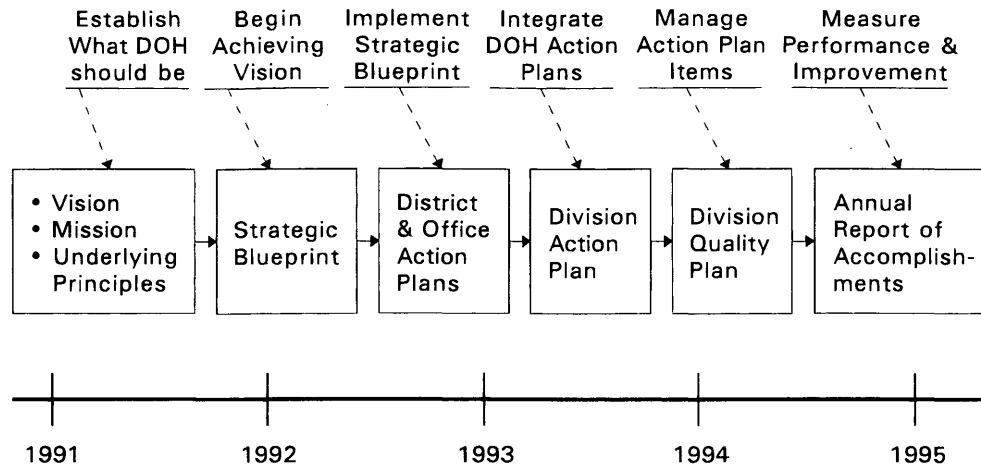 Establish
What DOH
should be
Begin
Achieving
Vision
Implement
Strategic
Blueprint
Integrate
DOH Action
Plans
Manage
Action Plan
Items
Measure
Performance &
Improvement
• Vision
• Mission
• Underlying
Principles
Strategic
Blueprint
District
& Office
Action
Plans
Division
Action
Plan
Division
Quality
Plan
Annual
Report of
Accomplish-
ments
1991
1992
1993
1994
1995